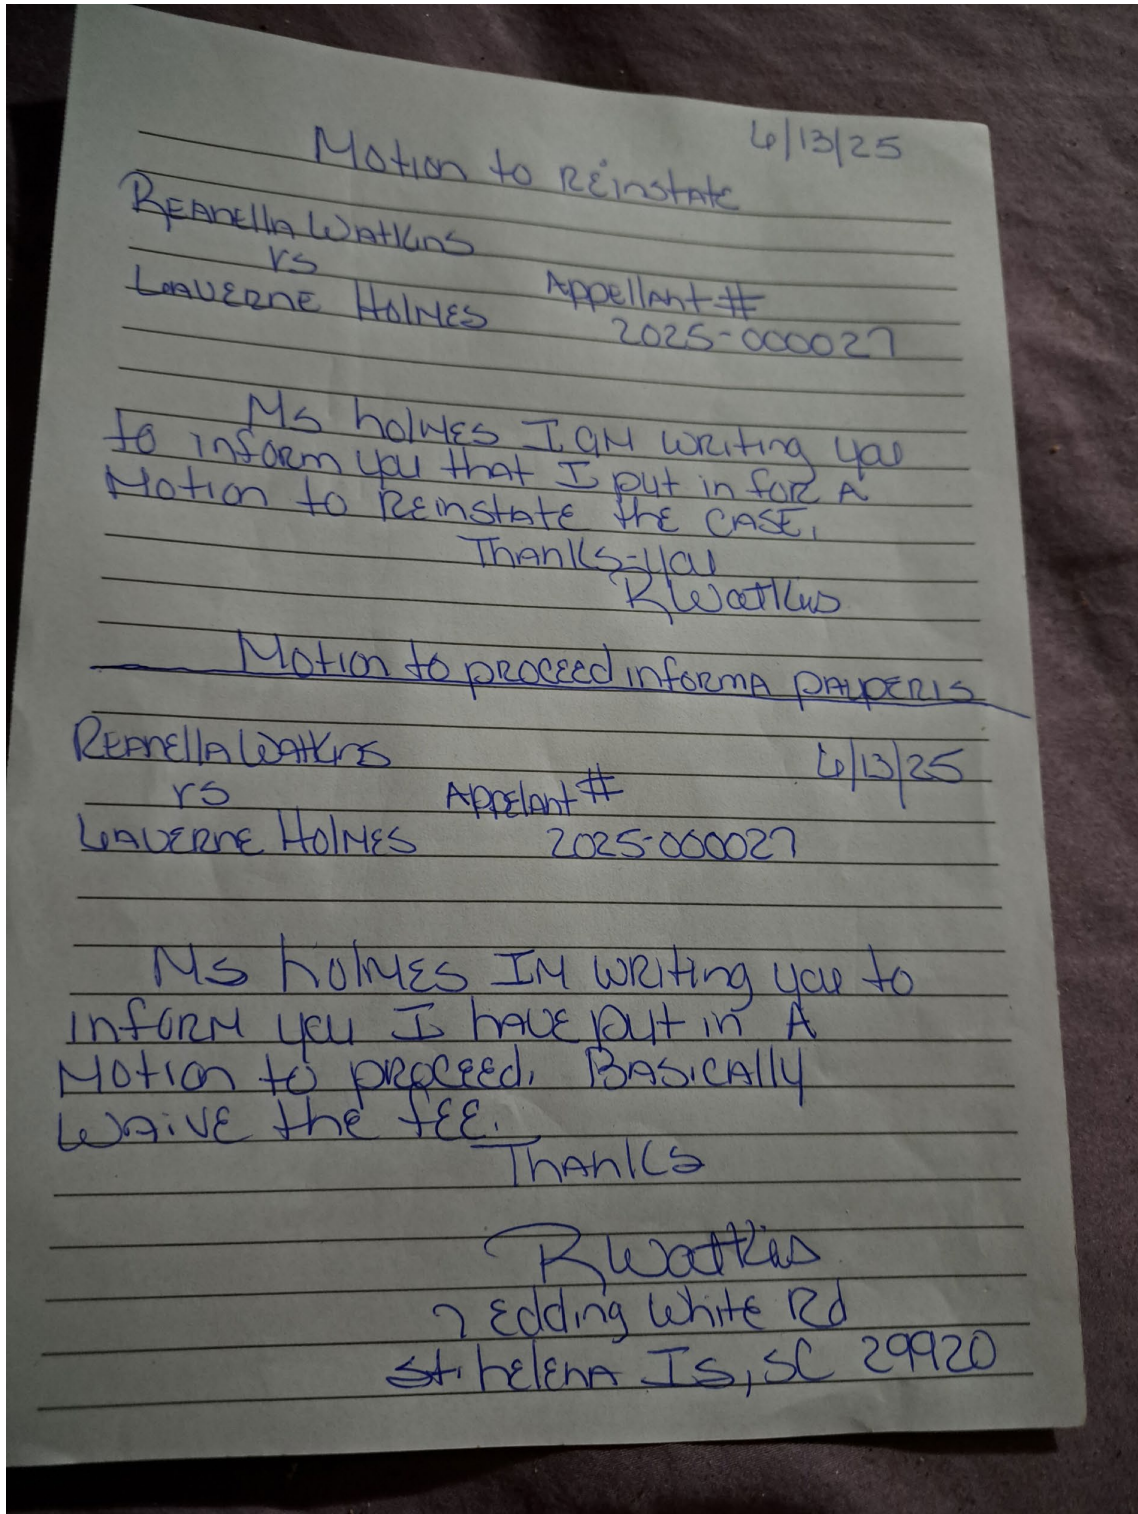 6/13/25
Motion to Reinstate
Reanella Watkins
vs
Laverne Holmes
Appellant #
2025-000027
Ms holmes I am writing you
to inform you that I put in for a
Motion to Reinstate the case,
Thanks-you
R Watkins
Motion to proceed informa pauperis
Reanella Watkins
6/13/25
vs
Appelant #
Laverne Holmes
2025-000027
Ms holmes Im writing you to
inform you I have put in a
Motion to proceed. Basically
waive the fee.
Thanks
R Watkins
7 Edding White Rd
St. helena Is, SC 29920